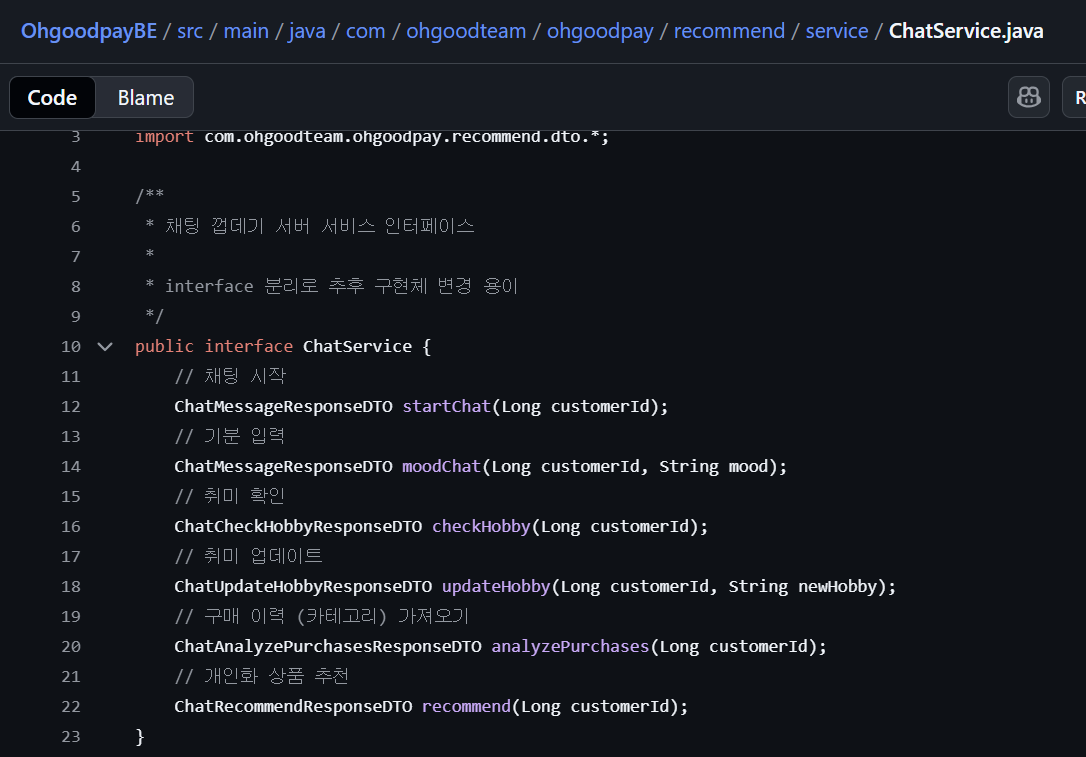 OhgoodpayBE / src / main / java / com / ohgoodteam / ohgoodpay / recommend / service / ChatService.java
Code Blame R
3 import com.ohgoodteam.ohgoodpay.recommend.dto.*;
4
5 /**
6 * 채팅 껍데기 서버 서비스 인터페이스
7 *
8 * interface 분리로 추후 구현체 변경 용이
9 */
10 public interface ChatService {
11 // 채팅 시작
12 ChatMessageResponseDTO startChat(Long customerId);
13 // 기분 입력
14 ChatMessageResponseDTO moodChat(Long customerId, String mood);
15 // 취미 확인
16 ChatCheckHobbyResponseDTO checkHobby(Long customerId);
17 // 취미 업데이트
18 ChatUpdateHobbyResponseDTO updateHobby(Long customerId, String newHobby);
19 // 구매 이력 (카테고리) 가져오기
20 ChatAnalyzePurchasesResponseDTO analyzePurchases(Long customerId);
21 // 개인화 상품 추천
22 ChatRecommendResponseDTO recommend(Long customerId);
23 }